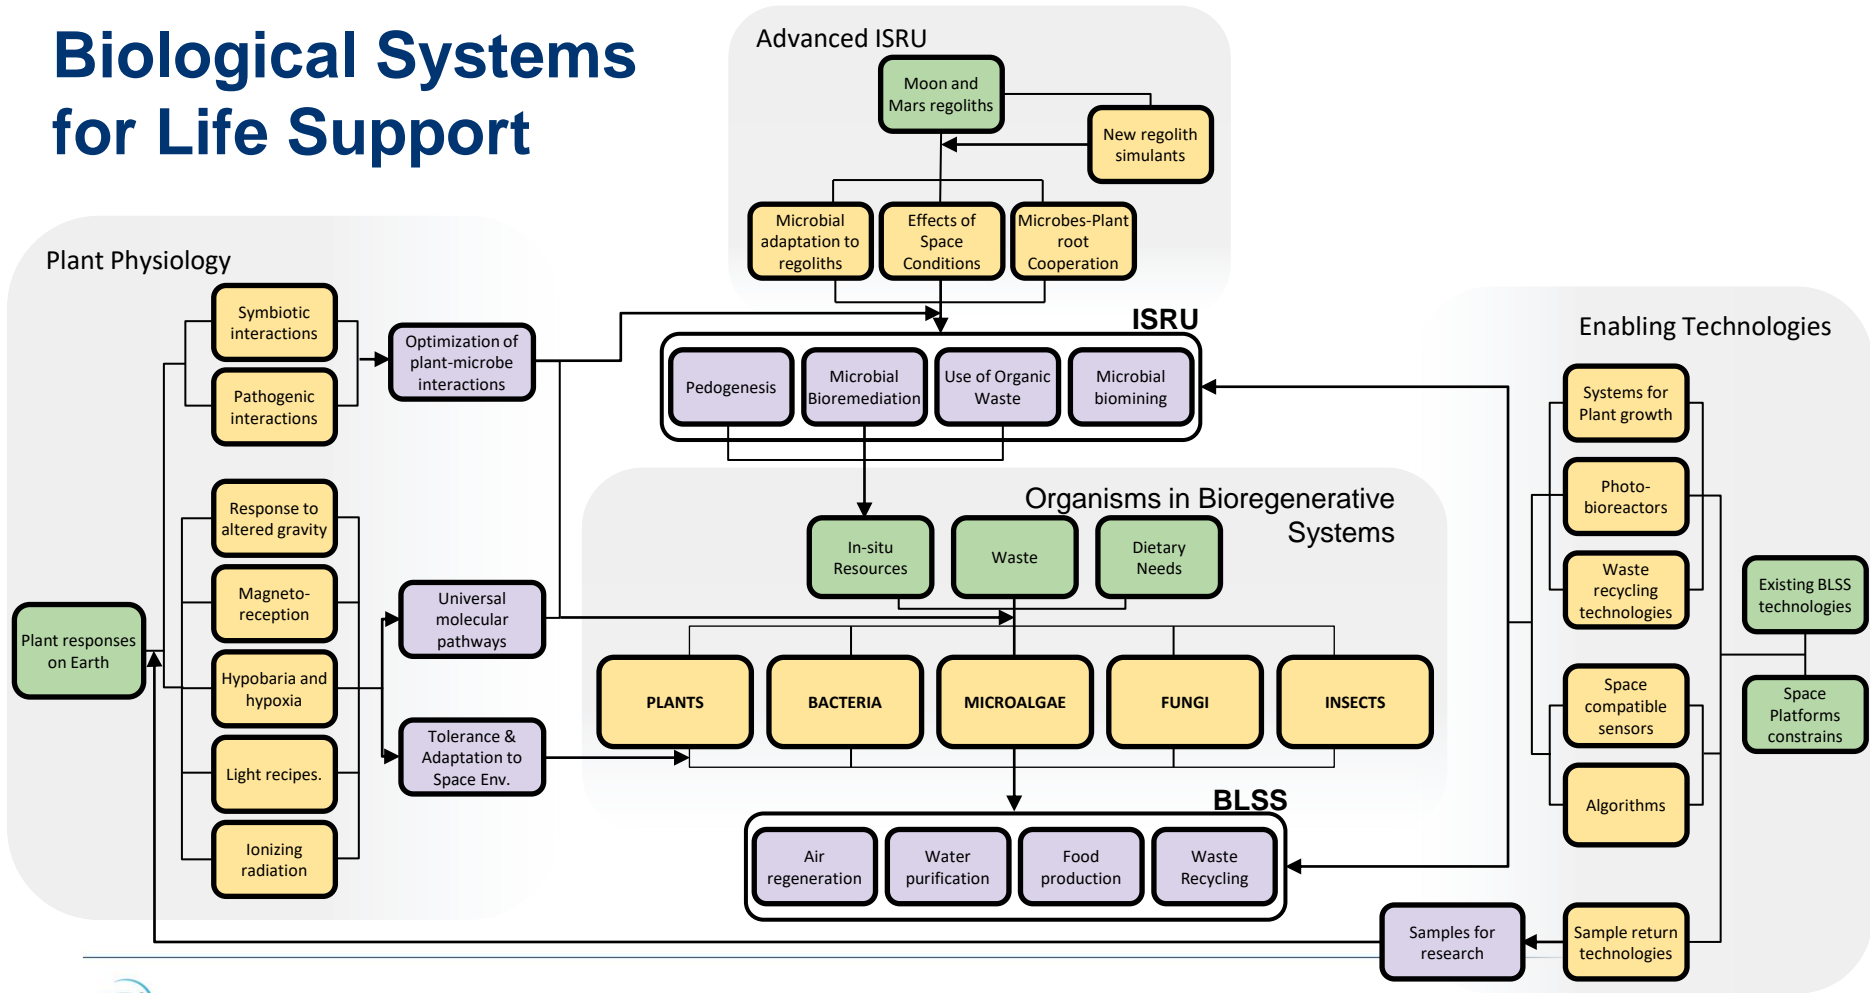 Biological Systems
for Life Support
Advanced ISRU
Moon and
Mars regoliths
New regolith
simulants
Microbial
adaptation to
regoliths
Effects of
Space
Conditions
Microbes-Plant
root
Cooperation
Plant Physiology
Symbiotic
interactions
Pathogenic
interactions
Optimization of
plant-microbe
interactions
Response to
altered gravity
Magneto-
reception
Hypobaria and
hypoxia
Light recipes.
Ionizing
radiation
Plant responses
on Earth
Universal
molecular
pathways
Tolerance &
Adaptation to
Space Env.
ISRU
Pedogenesis
Microbial
Bioremediation
Use of Organic
Waste
Microbial
biomining
Organisms in Bioregenerative
Systems
In-situ
Resources
Waste
Dietary
Needs
PLANTS
BACTERIA
MICROALGAE
FUNGI
INSECTS
BLSS
Air
regeneration
Water
purification
Food
production
Waste
Recycling
Enabling Technologies
Systems for
Plant growth
Photo-
bioreactors
Waste
recycling
technologies
Space
compatible
sensors
Algorithms
Existing BLSS
technologies
Space
Platforms
constrains
Samples for
research
Sample return
technologies